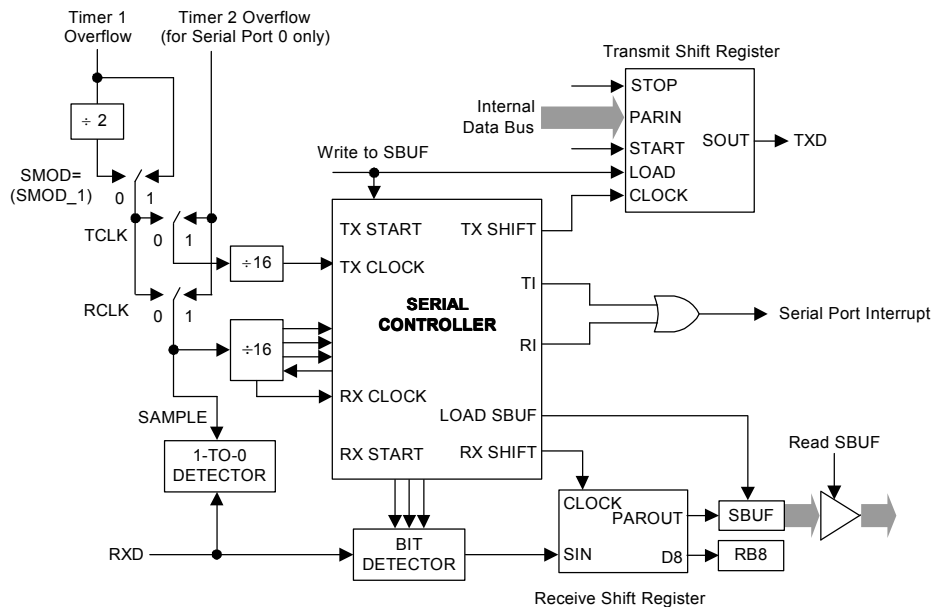 Timer 1
Overflow
Timer 2 Overflow
(for Serial Port 0 only)
Transmit Shift Register
÷ 2
Internal
Data Bus
STOP
PARIN
START
LOAD
CLOCK
SOUT
TXD
Write to SBUF
SMOD=
(SMOD_1)
0 1
TCLK
0 1
RCLK
0 1
÷16
÷16
TX START
TX CLOCK
TX SHIFT
TI
SERIAL
CONTROLLER
RI
RX CLOCK
LOAD SBUF
RX START
RX SHIFT
Serial Port Interrupt
SAMPLE
1-TO-0
DETECTOR
Read SBUF
CLOCK
PAROUT
SIN
D8
SBUF
RB8
RXD
BIT
DETECTOR
Receive Shift Register